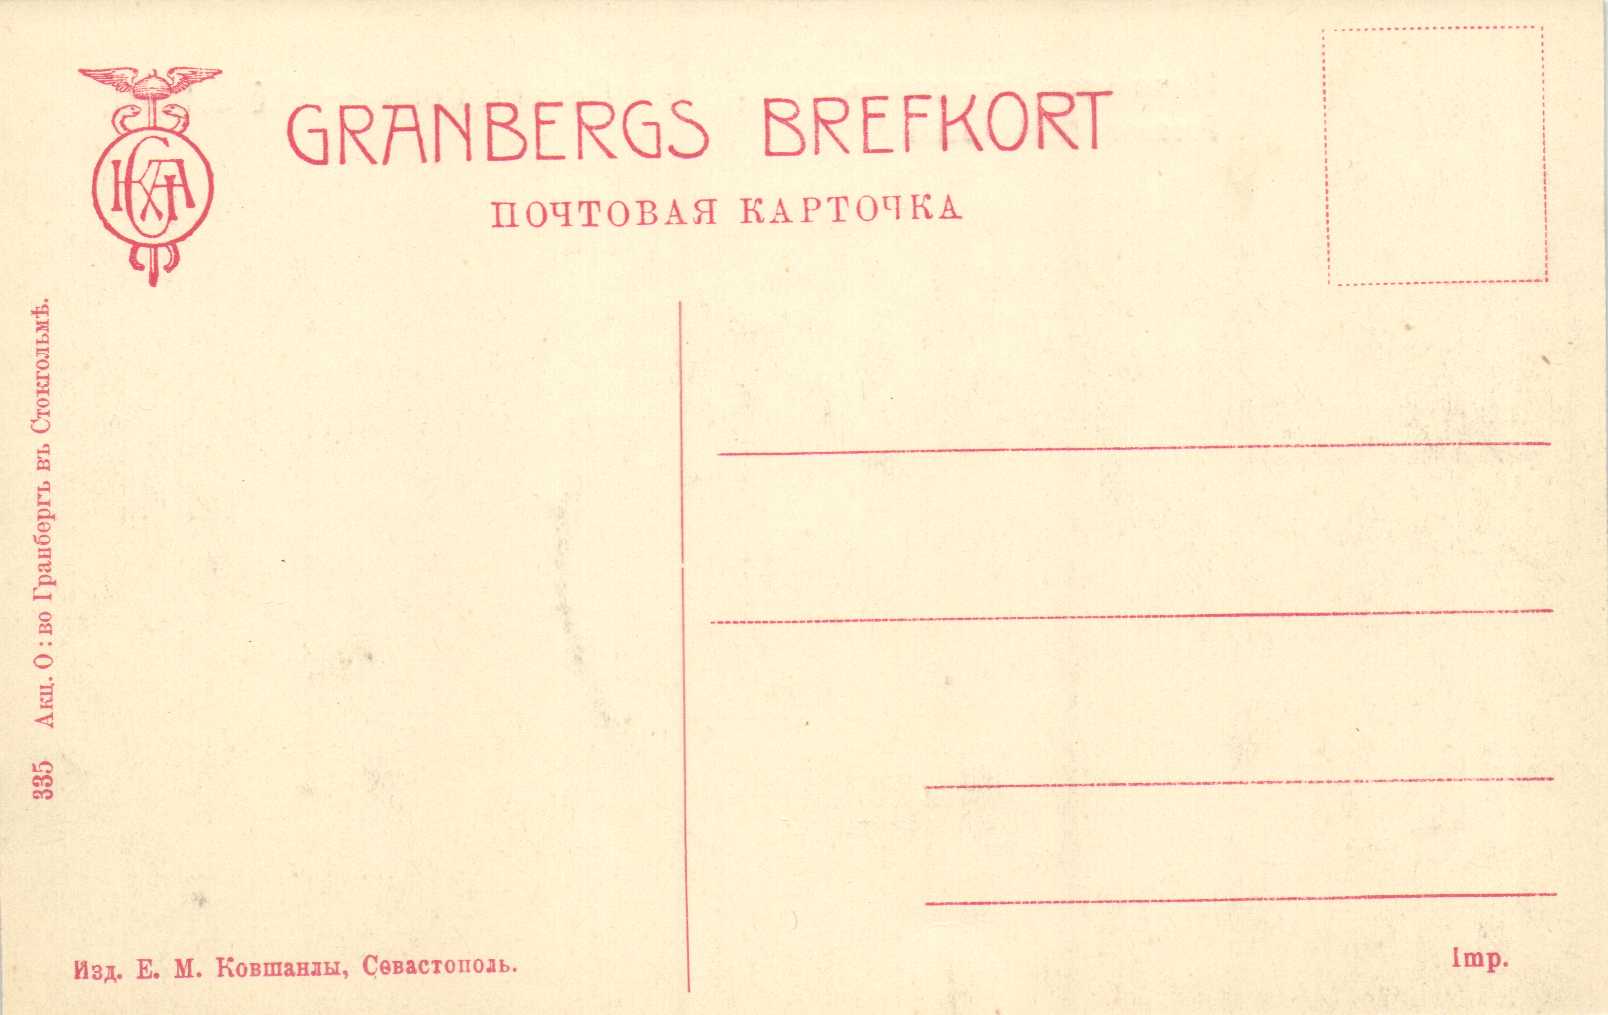 GRANBERGS BREFKORT
ПОЧТОВАЯ КАРТОЧКА
335 Акц. О: во Гранбергъ въ Стокгольмѣ.
Изд. Е. М. Ковшанлы, Севастополь.
Imp.